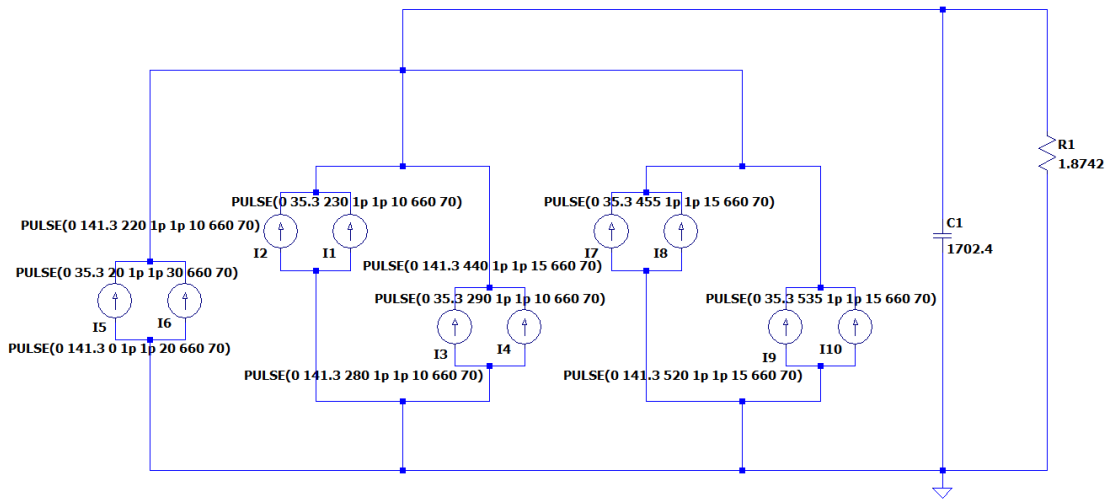 R1
1.8742
PULSE(0 35.3 230 1p 1p 10 660 70)
PULSE(0 35.3 455 1p 1p 15 660 70)
PULSE(0 141.3 220 1p 1p 10 660 70)
C1
I2
I1
I7
I8
1702.4
PULSE(0 141.3 440 1p 1p 15 660 70)
PULSE(0 35.3 20 1p 1p 30 660 70)
PULSE(0 35.3 290 1p 1p 10 660 70)
PULSE(0 35.3 535 1p 1p 15 660 70)
I5
I6
PULSE(0 141.3 0 1p 1p 20 660 70)
I3
I4
I9
I10
PULSE(0 141.3 280 1p 1p 10 660 70)
PULSE(0 141.3 520 1p 1p 15 660 70)